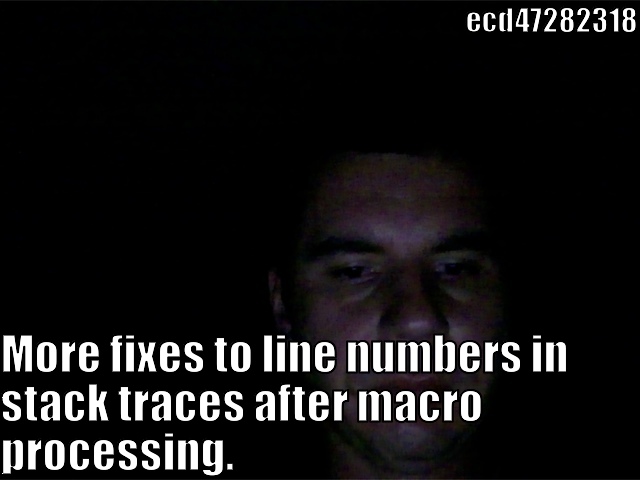 ecd47282318
More fixes to line numbers in
stack traces after macro
processing.